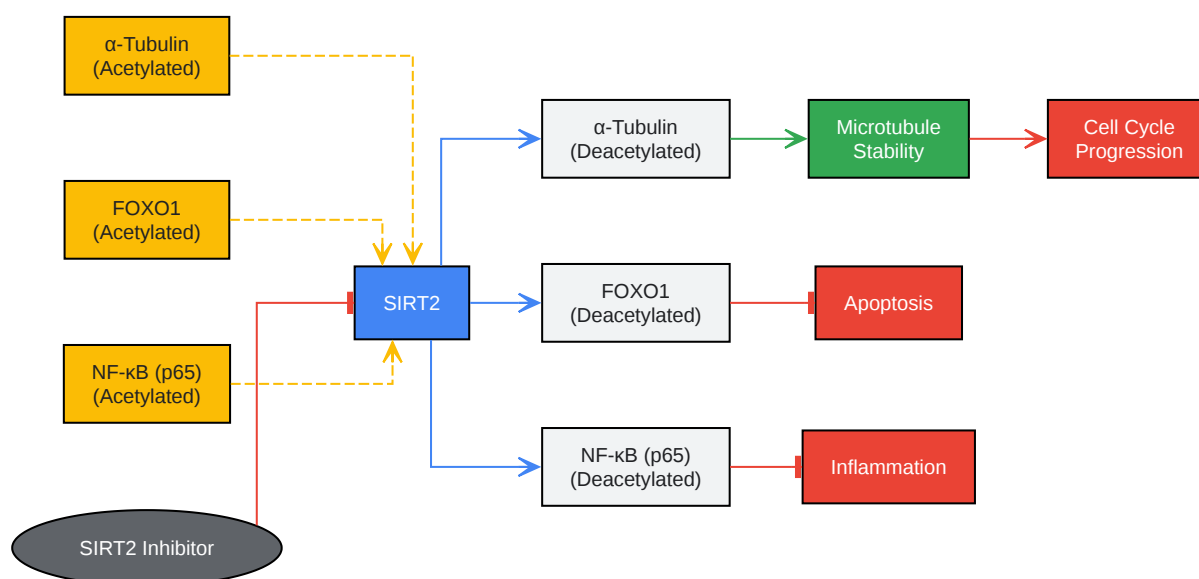 α-Tubulin
(Acetylated)
FOXO1
(Acetylated)
NF-κB (p65)
(Acetylated)
SIRT2 Inhibitor
SIRT2
α-Tubulin
(Deacetylated)
FOXO1
(Deacetylated)
NF-κB (p65)
(Deacetylated)
Microtubule
Stability
Cell Cycle
Progression
Apoptosis
Inflammation